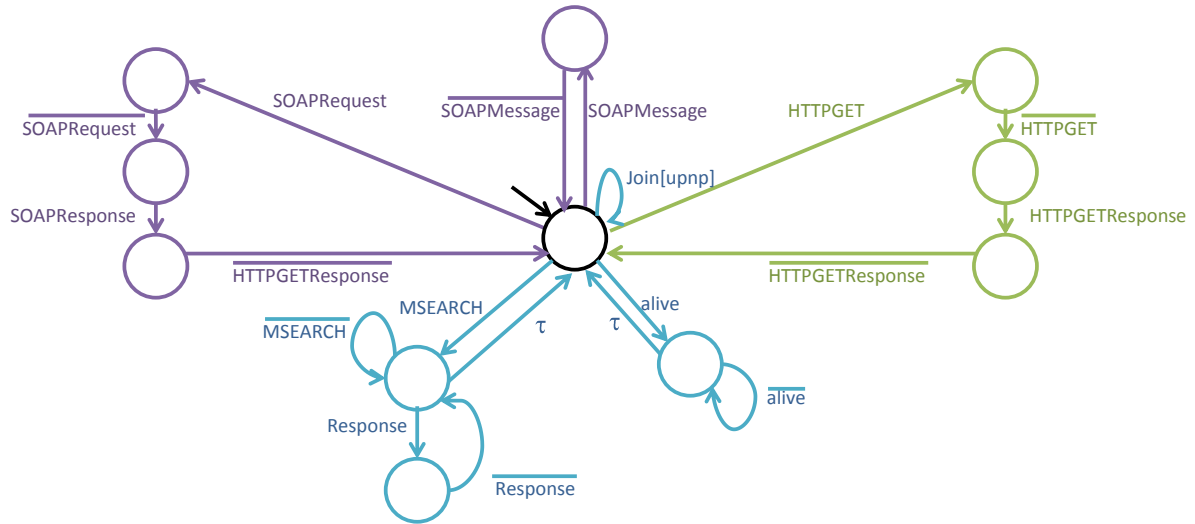 SOAPRequest
SOAPMessage
SOAPMessage
HTTPGET
SOAPRequest
HTTPGET
Join[upnp]
SOAPResponse
HTTPGETResponse
HTTPGETResponse
HTTPGETResponse
MSEARCH
alive
MSEARCH
τ
τ
alive
Response
Response